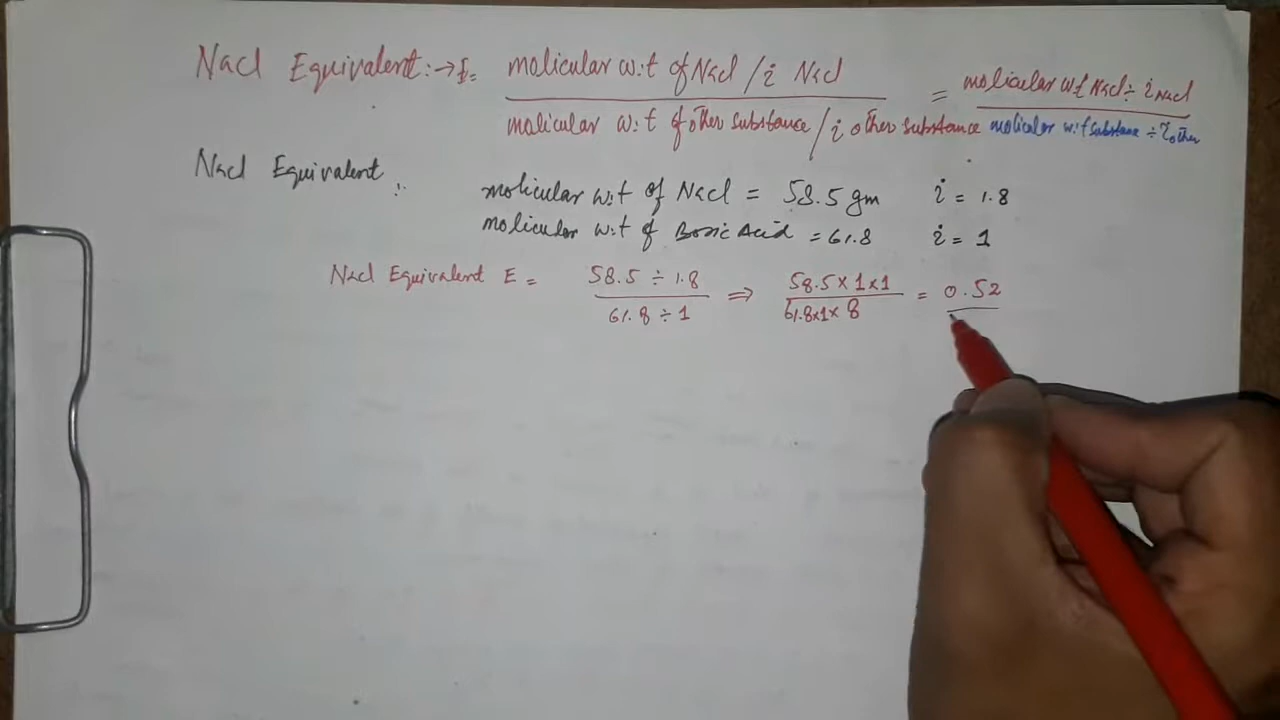 Nacl Equivalent:→E= molicular w:t of Nacl / i Nacl = molicular wt Nacl ÷ i Nacl
molicular w:t of other substance / i other substance molicular w:t substance ÷ i other
Nacl Equivalent :
molicular w:t of Nacl = 58.5 gm i = 1.8
molicular w:t of Boric Acid = 61.8 i = 1
Nacl Equivalent E = 58.5 ÷ 1.8 ⇒ 58.5×1×1 = 0.52
61.8 ÷ 1 61.8×1× 8